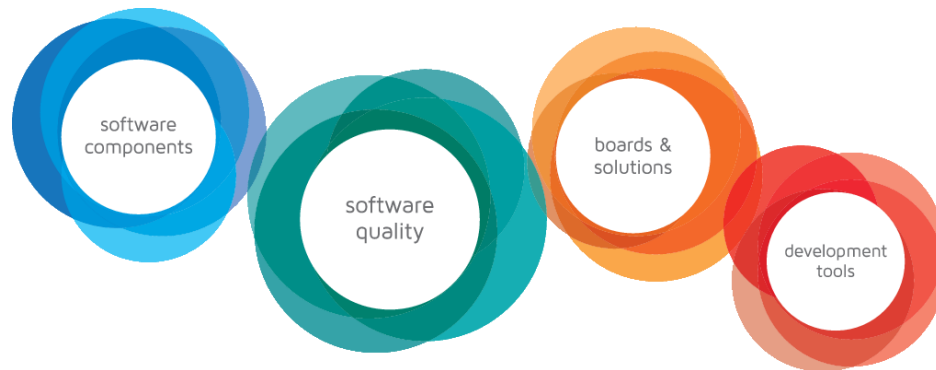 software
components
software
quality
boards &
solutions
development
tools